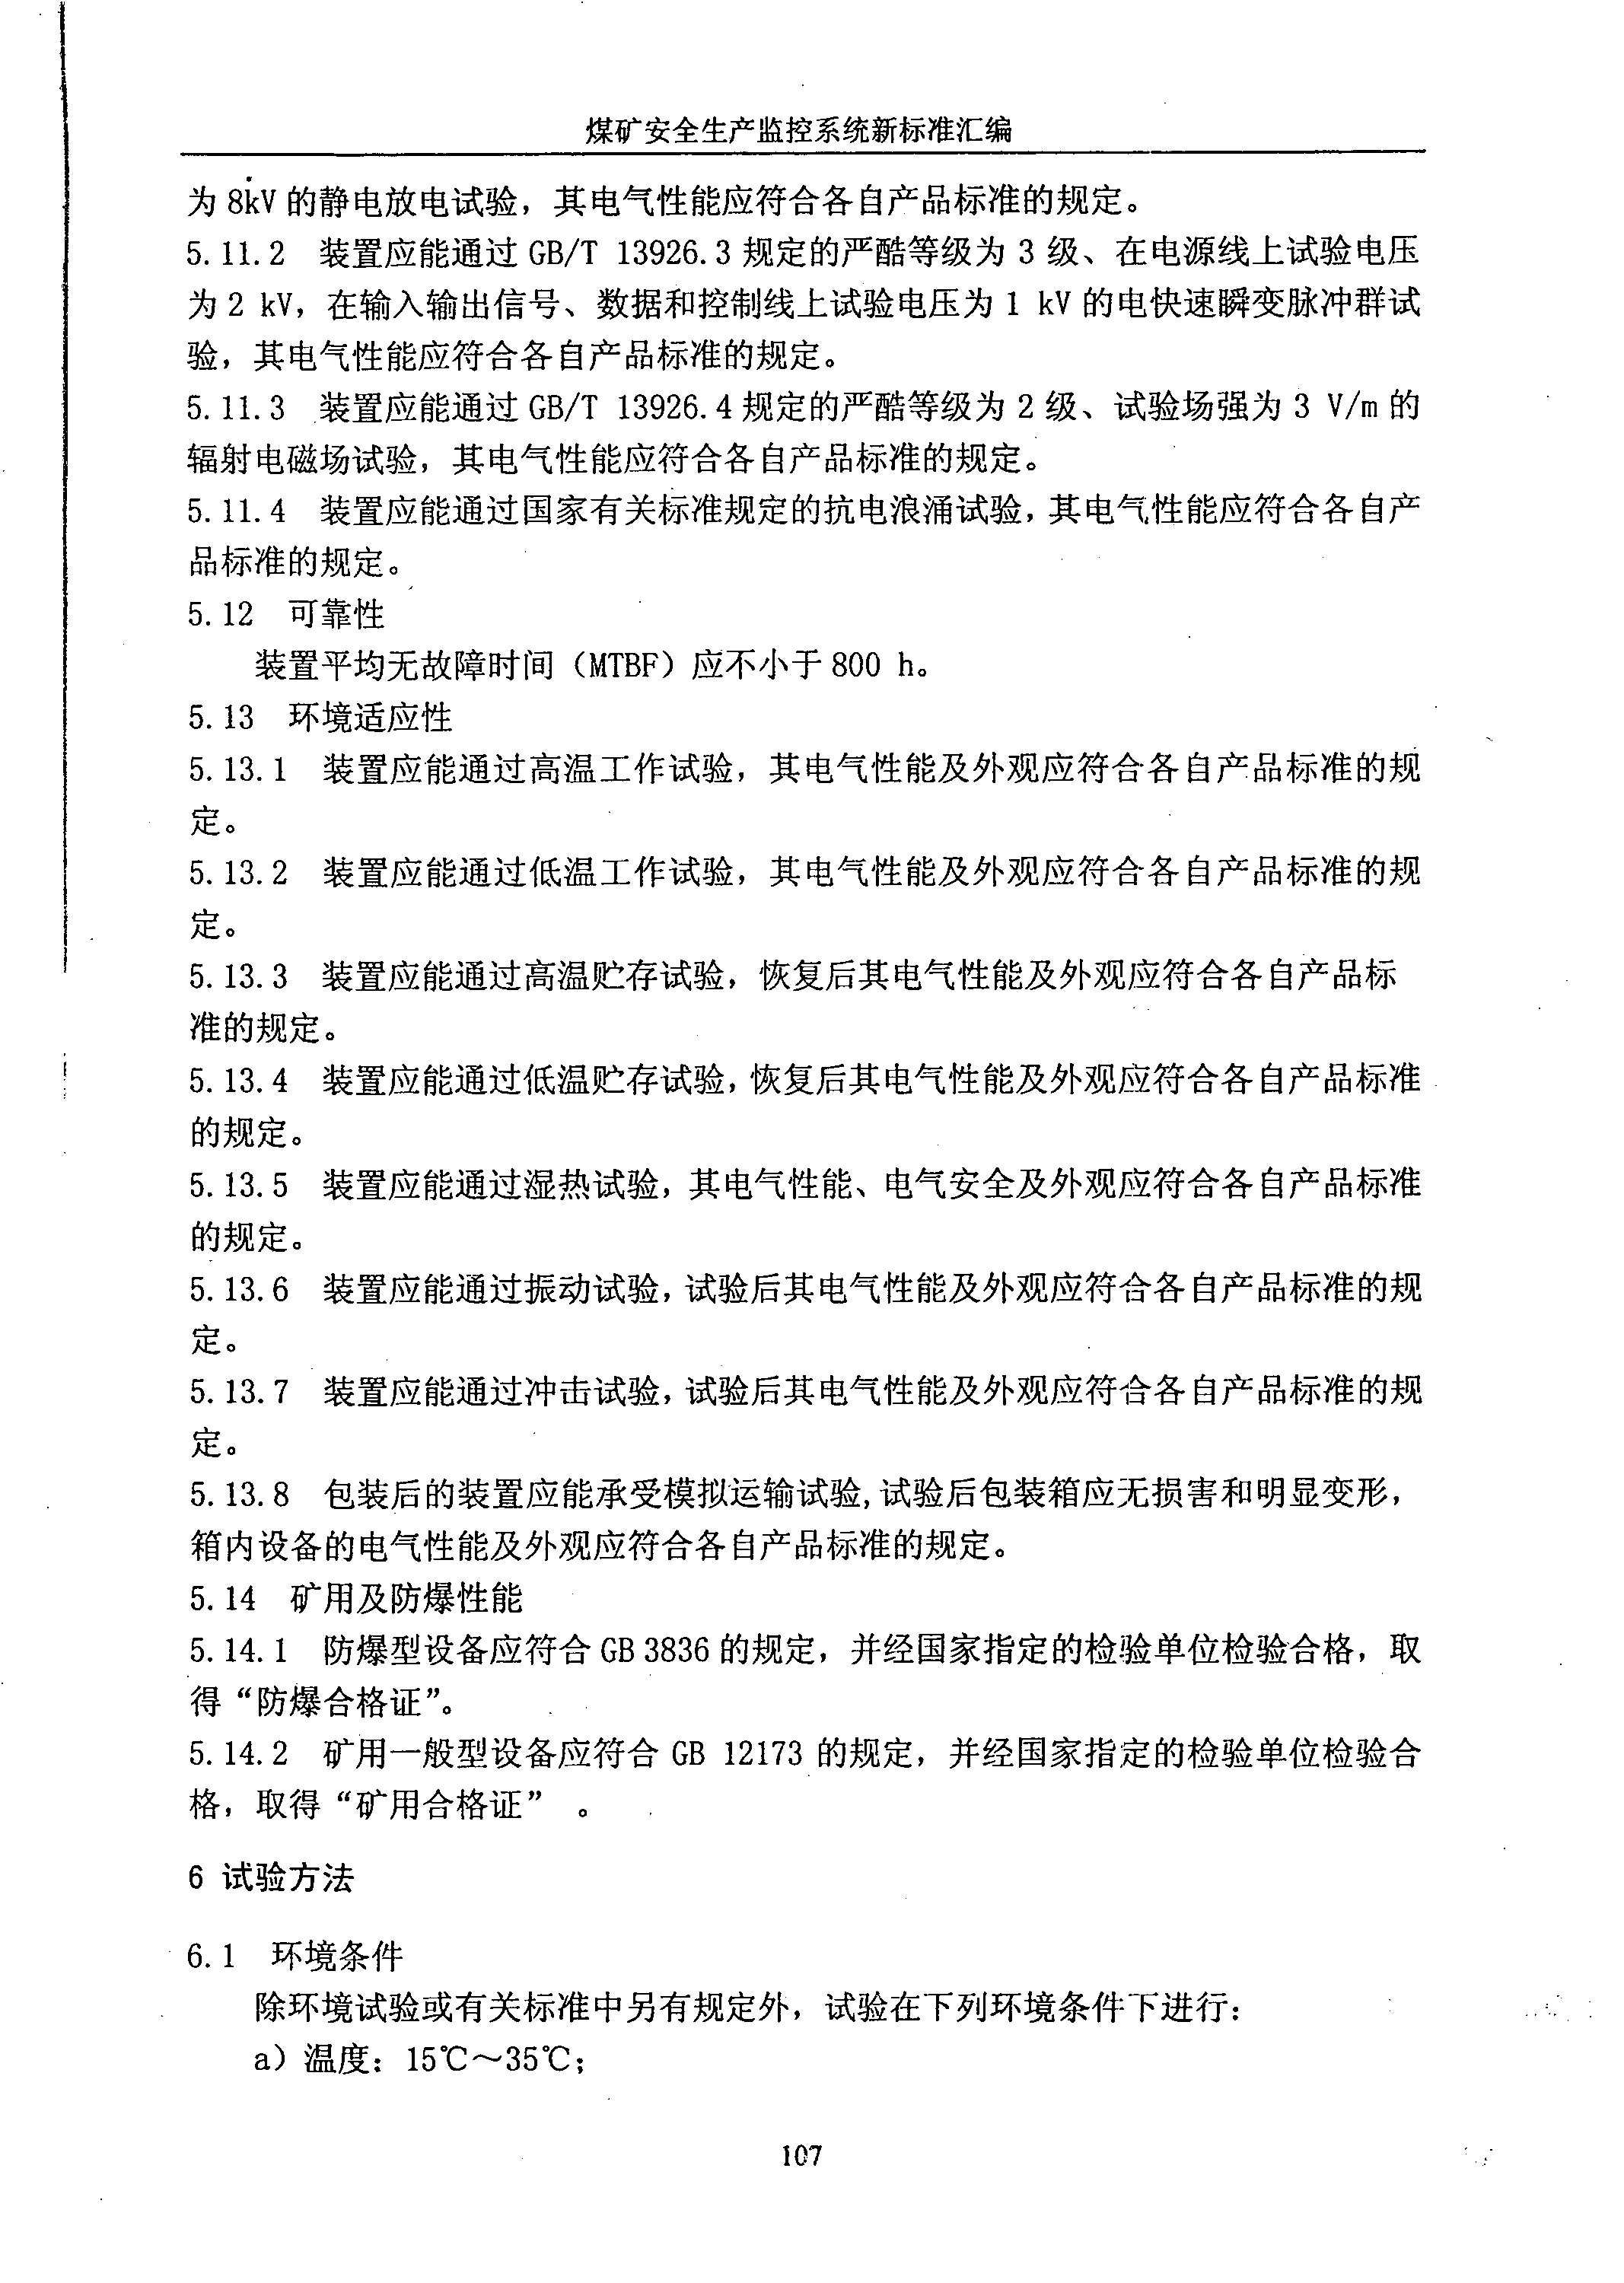 煤矿安全生产监控系统新标准汇编
为 8kV 的静电放电试验，其电气性能应符合各自产品标准的规定。
5.11.2 装置应能通过 GB/T 13926.3 规定的严酷等级为 3 级、在电源线上试验电压
为 2 kV，在输入输出信号、数据和控制线上试验电压为 1 kV 的电快速瞬变脉冲群试
验，其电气性能应符合各自产品标准的规定。
5.11.3 装置应能通过 GB/T 13926.4 规定的严酷等级为 2 级、试验场强为 3 V/m 的
辐射电磁场试验，其电气性能应符合各自产品标准的规定。
5.11.4 装置应能通过国家有关标准规定的抗电浪涌试验，其电气性能应符合各自产
品标准的规定。
5.12 可靠性
装置平均无故障时间（MTBF）应不小于 800 h。
5.13 环境适应性
5.13.1 装置应能通过高温工作试验，其电气性能及外观应符合各自产品标准的规
定。
5.13.2 装置应能通过低温工作试验，其电气性能及外观应符合各自产品标准的规
定。
5.13.3 装置应能通过高温贮存试验，恢复后其电气性能及外观应符合各自产品标
准的规定。
5.13.4 装置应能通过低温贮存试验，恢复后其电气性能及外观应符合各自产品标准
的规定。
5.13.5 装置应能通过湿热试验，其电气性能、电气安全及外观应符合各自产品标准
的规定。
5.13.6 装置应能通过振动试验，试验后其电气性能及外观应符合各自产品标准的规
定。
5.13.7 装置应能通过冲击试验，试验后其电气性能及外观应符合各自产品标准的规
定。
5.13.8 包装后的装置应能承受模拟运输试验,试验后包装箱应无损害和明显变形，
箱内设备的电气性能及外观应符合各自产品标准的规定。
5.14 矿用及防爆性能
5.14.1 防爆型设备应符合 GB 3836 的规定，并经国家指定的检验单位检验合格，取
得“防爆合格证”。
5.14.2 矿用一般型设备应符合 GB 12173 的规定，并经国家指定的检验单位检验合
格，取得“矿用合格证” 。
6 试验方法
6.1 环境条件
除环境试验或有关标准中另有规定外，试验在下列环境条件下进行：
a）温度：15℃～35℃；
107